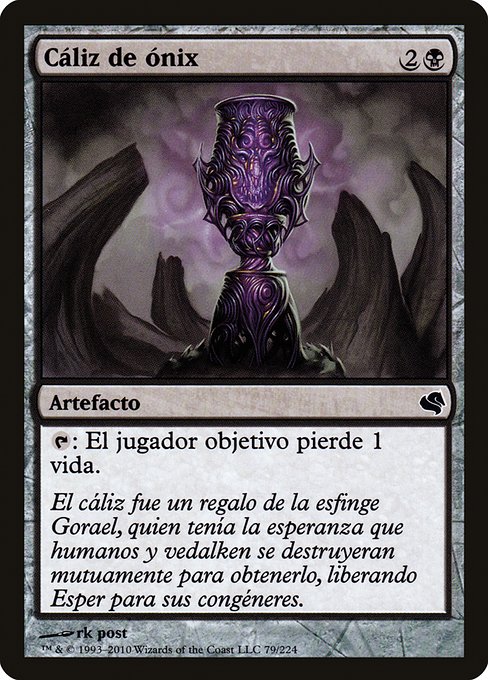 Cáliz de ónix 2
Artefacto
: El jugador objetivo pierde 1
vida.
El cáliz fue un regalo de la esfinge
Gorael, quien tenía la esperanza que
humanos y vedalken se destruyeran
mutuamente para obtenerlo, liberando
Esper para sus congéneres.
rk post
™ & © 1993–2010 Wizards of the Coast LLC 79/224